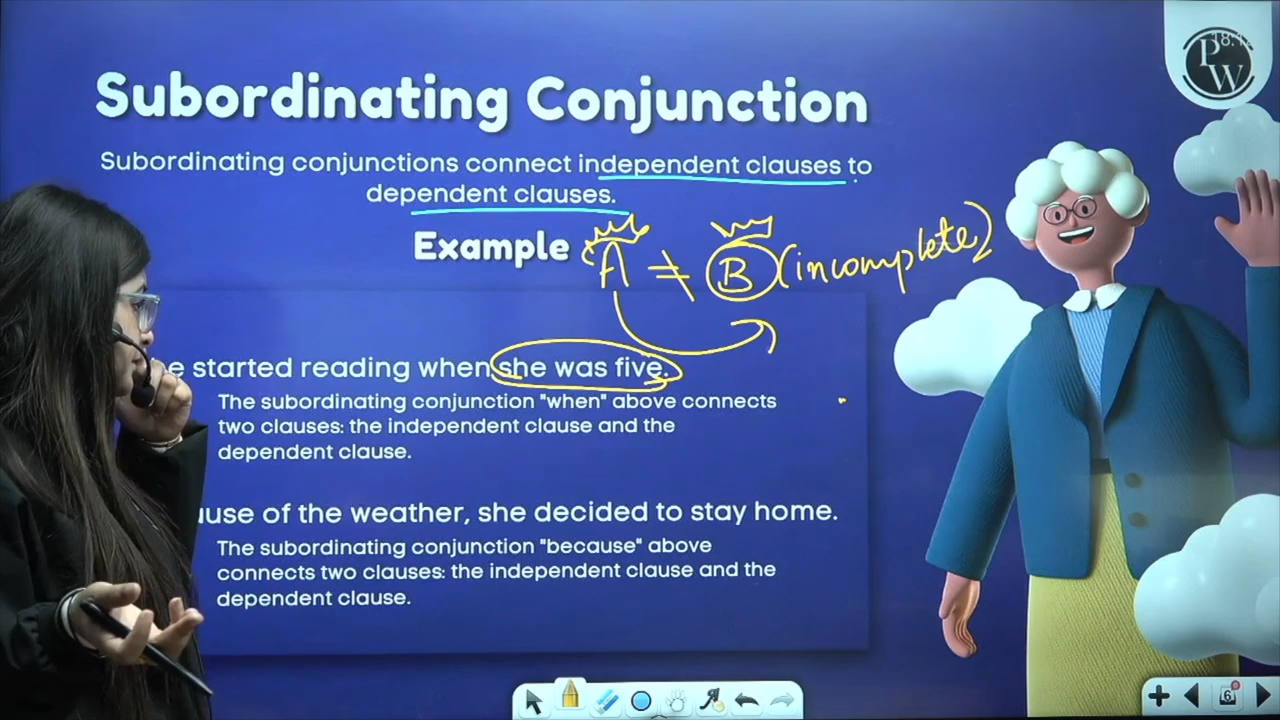 Subordinating Conjunction
Subordinating conjunctions connect independent clauses to
dependent clauses.
Example
A ≠ B (incomplete)
e started reading when she was five.
The subordinating conjunction "when" above connects
two clauses: the independent clause and the
dependent clause.
ause of the weather, she decided to stay home.
The subordinating conjunction "because" above
connects two clauses: the independent clause and the
dependent clause.
PW
6